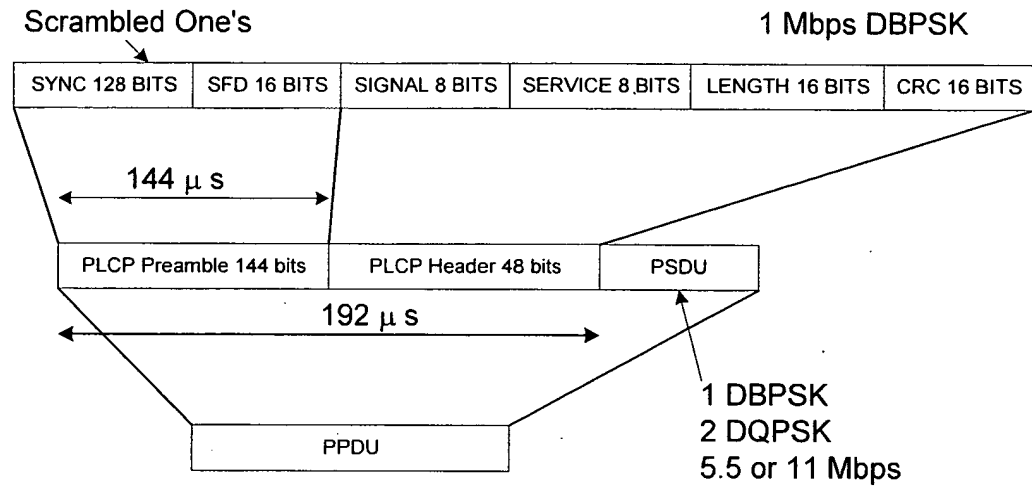 Scrambled One's
1 Mbps DBPSK
SYNC 128 BITS
SFD 16 BITS
SIGNAL 8 BITS
SERVICE 8 BITS
LENGTH 16 BITS
CRC 16 BITS
144 μ s
PLCP Preamble 144 bits
PLCP Header 48 bits
PSDU
192 μ s
1 DBPSK
2 DQPSK
5.5 or 11 Mbps
PPDU